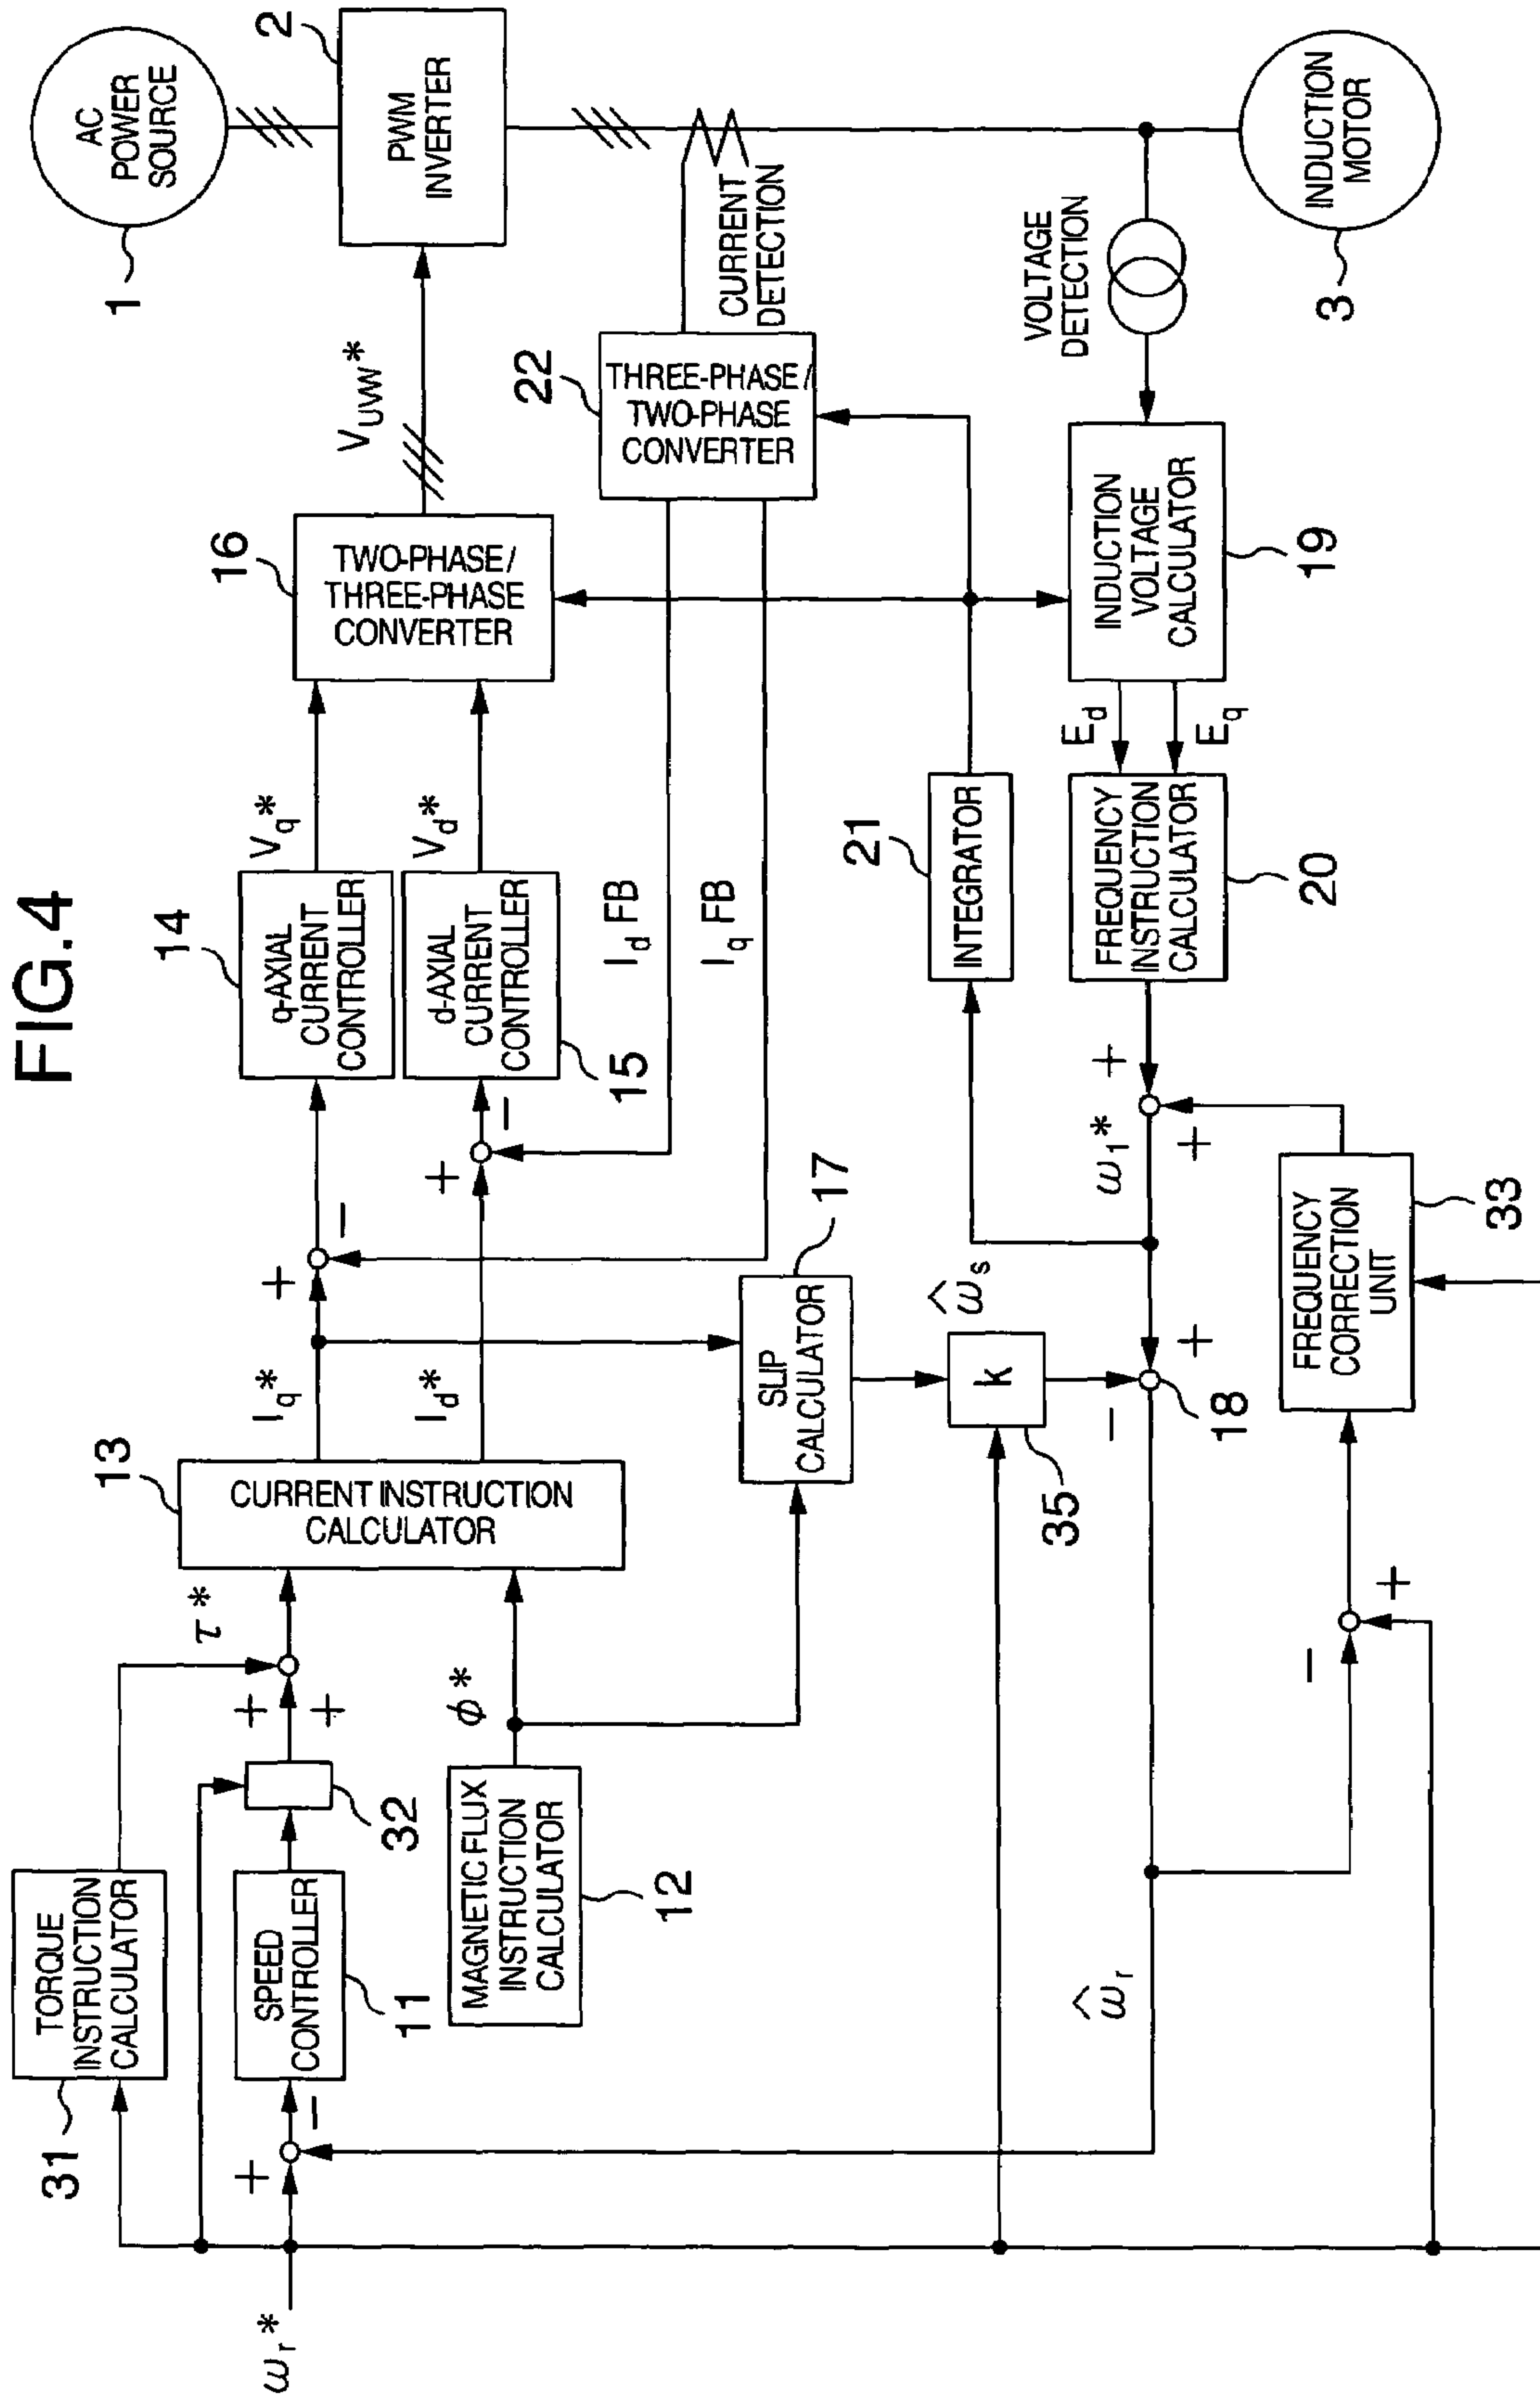 FIG.4
31
TORQUE
INSTRUCTION
CALCULATOR
τ*
13
14
q-AXIAL
CURRENT
CONTROLLER
V_q*
16
TWO-PHASE/
THREE-PHASE
CONVERTER
V_UVW*
1
AC
POWER
SOURCE
2
PWM
INVERTER
ω_r*
+
−
SPEED
CONTROLLER
11
32
+
+
CURRENT INSTRUCTION
CALCULATOR
I_q*
+
−
I_d*
+
−
d-AXIAL
CURRENT
CONTROLLER
15
V_d*
MAGNETIC FLUX
INSTRUCTION
CALCULATOR
12
φ*
I_d FB
I_q FB
22
THREE-PHASE/
TWO-PHASE
CONVERTER
CURRENT
DETECTION
SLIP
CALCULATOR
17
21
INTEGRATOR
k
35
ω̂_s
ω̂_r
−
+
18
ω_1*
+
+
FREQUENCY
INSTRUCTION
CALCULATOR
20
E_d
E_q
INDUCTION
VOLTAGE
CALCULATOR
19
VOLTAGE
DETECTION
INDUCTION
MOTOR
3
−
+
FREQUENCY
CORRECTION
UNIT
33